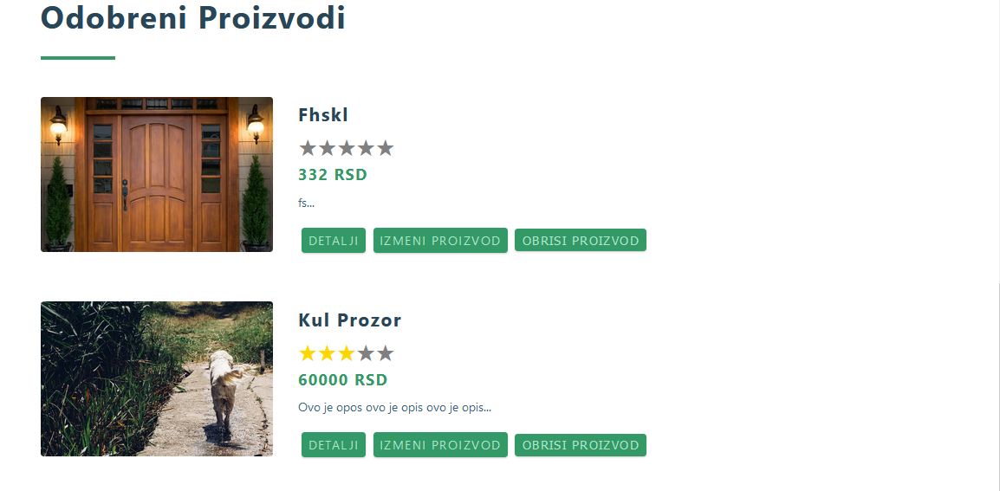 Odobreni Proizvodi
Fhskl
★★★★★
332 RSD
fs...
DETALJI IZMENI PROIZVOD OBRISI PROIZVOD
Kul Prozor
★★★★★
60000 RSD
Ovo je opos ovo je opis ovo je opis...
DETALJI IZMENI PROIZVOD OBRISI PROIZVOD